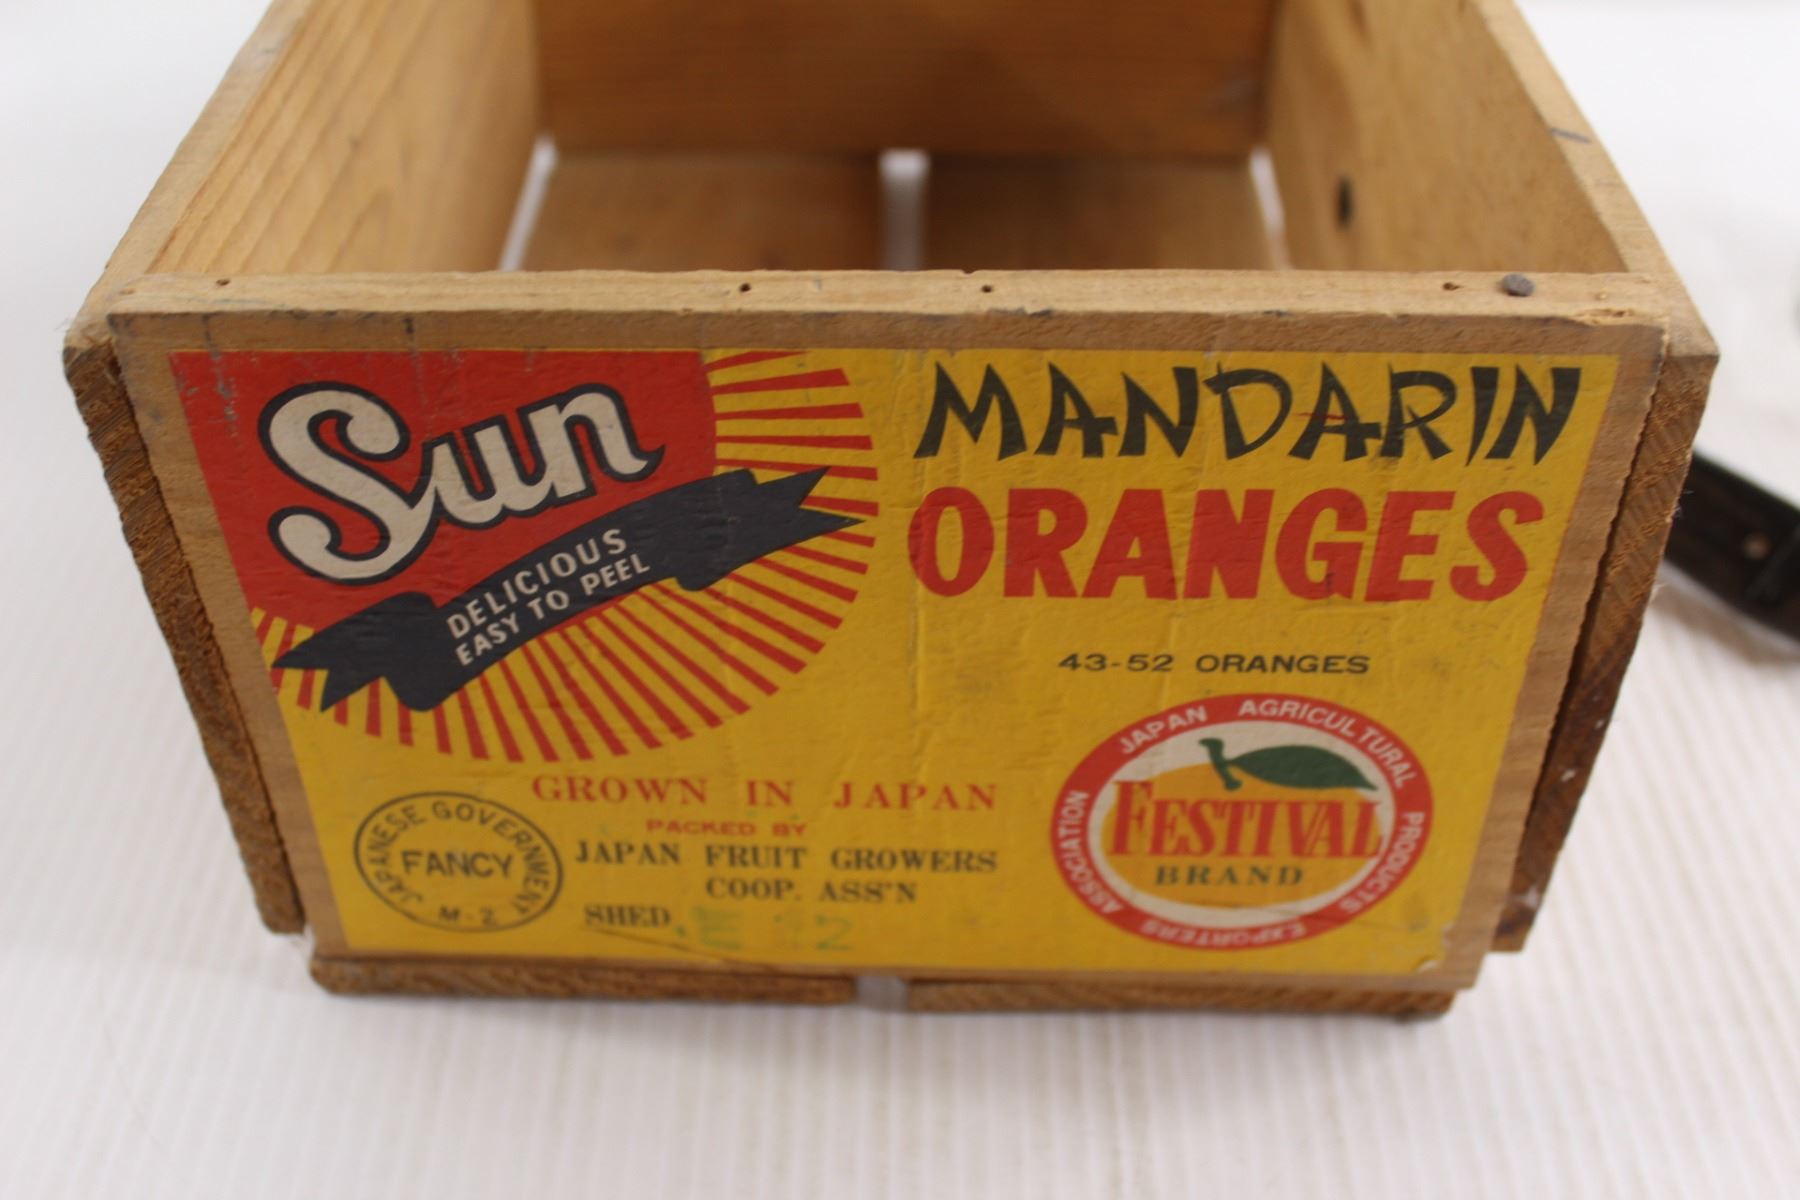 Sun
DELICIOUS
EASY TO PEEL
MANDARIN
ORANGES
43-52 ORANGES
GROWN IN JAPAN
PACKED BY
JAPAN FRUIT GROWERS
COOP. ASS'N
SHED.
JAPANESE GOVERNMENT
FANCY
M-2
JAPAN AGRICULTURAL PRODUCTS EXPORTERS ASSOCIATION
FESTIVAL
BRAND